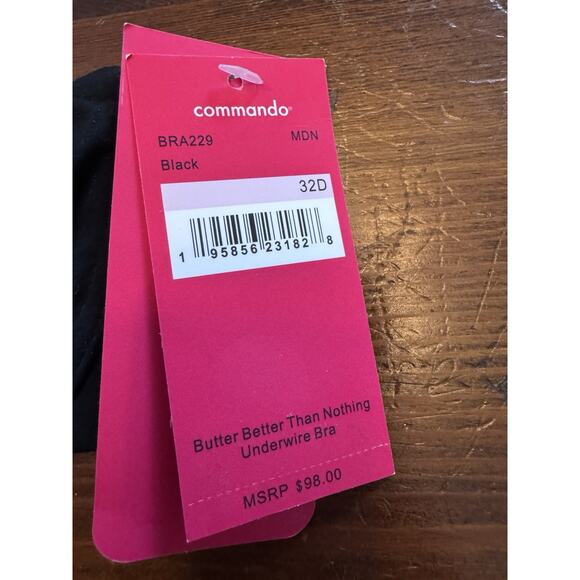 commando®
BRA229 MDN
Black
32D
1 95856 23182 8
Butter Better Than Nothing
Underwire Bra
MSRP $98.00